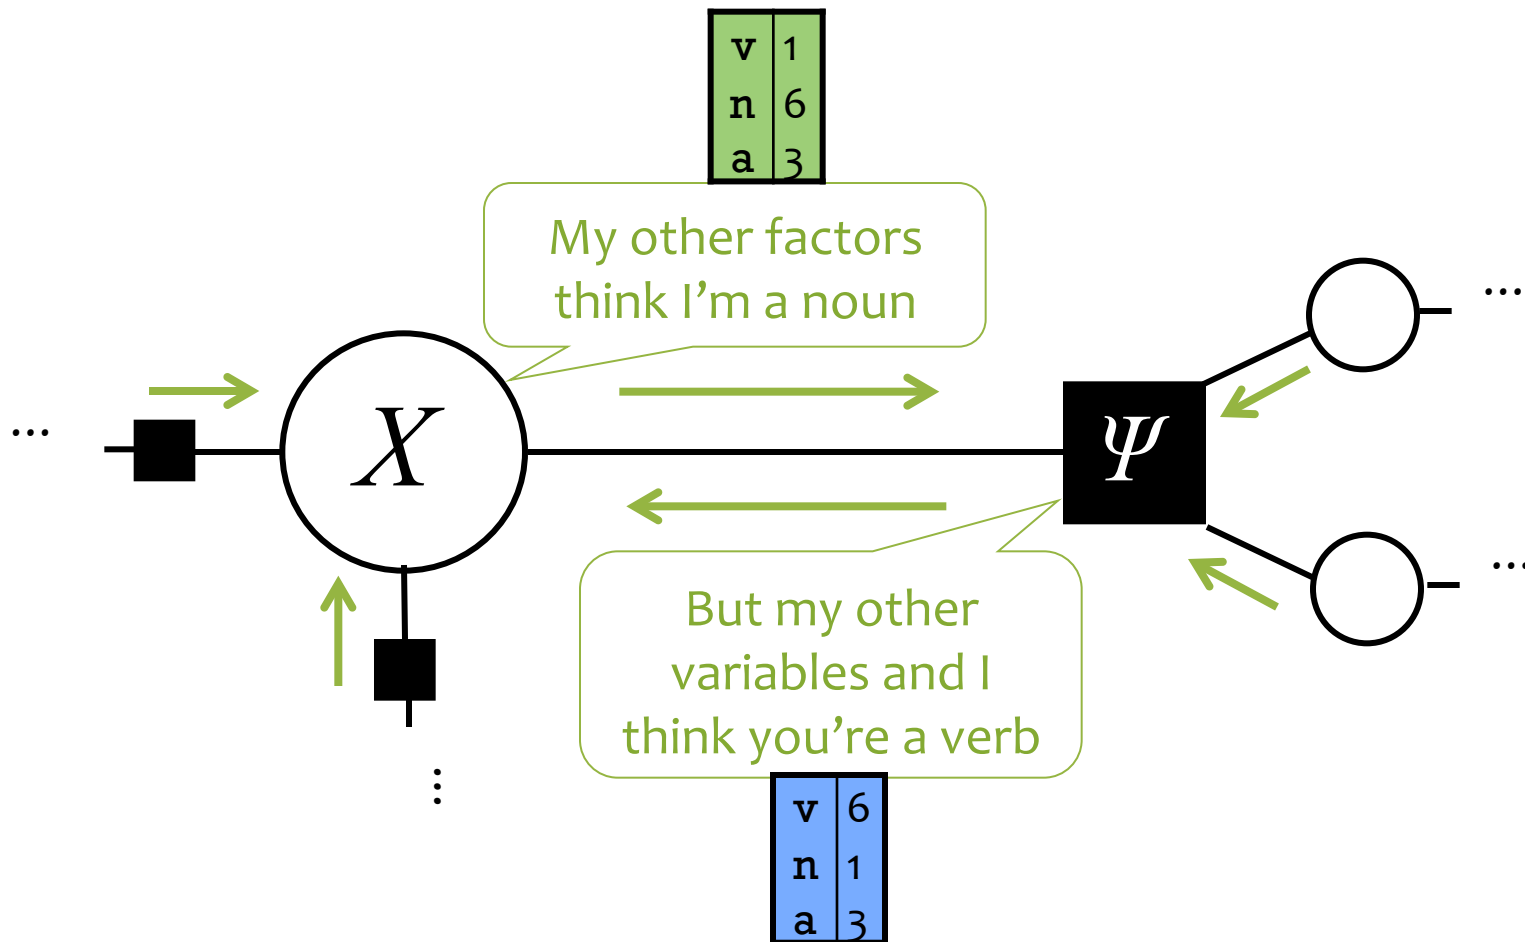 v 1
n 6
a 3
My other factors
think I’m a noun
...
...
X
Ψ
...
But my other
variables and I
think you’re a verb
...
v 6
n 1
a 3